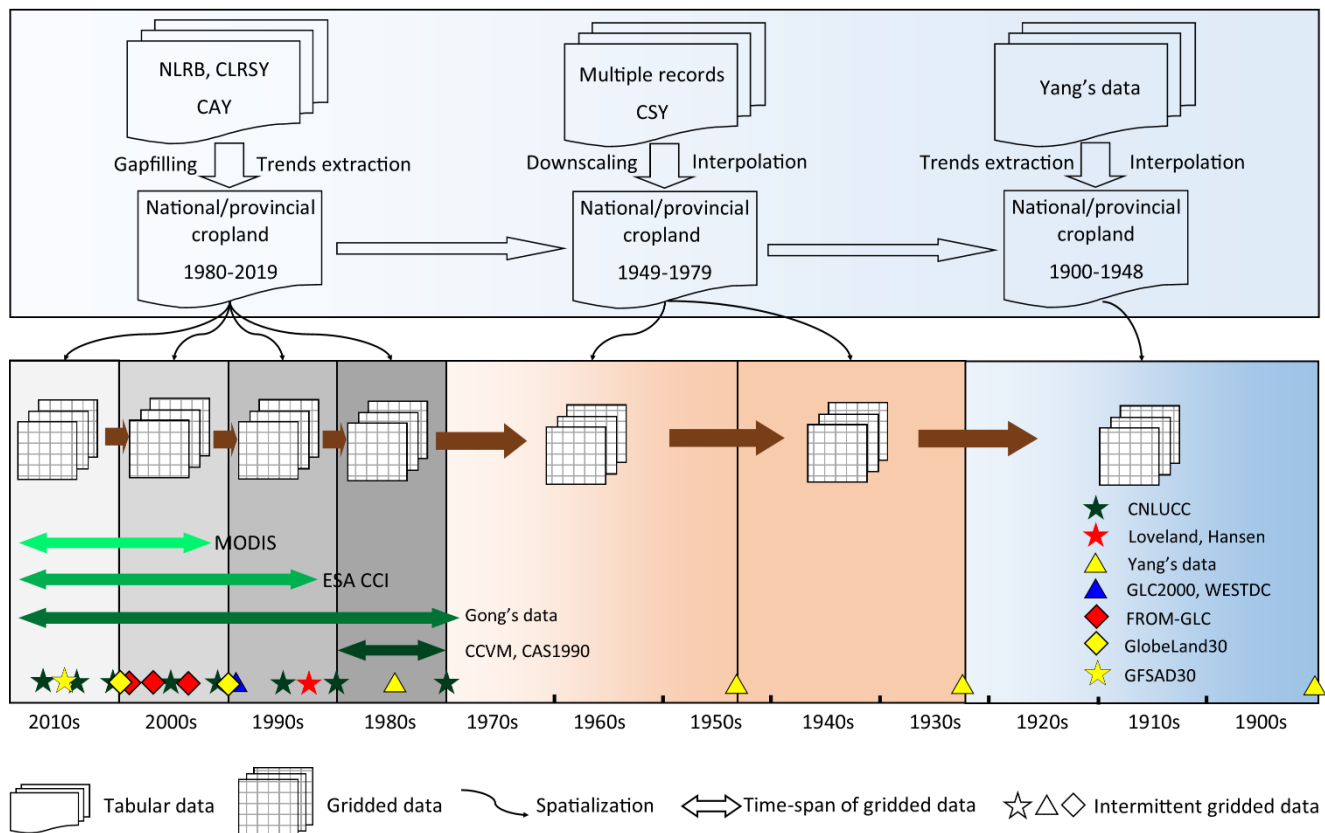 NLRB, CLRSY
CAY
Multiple records
CSY
Yang's data
Gapfilling
Trends extraction
Downscaling
Interpolation
Trends extraction
Interpolation
National/provincial
cropland
1980-2019
National/provincial
cropland
1949-1979
National/provincial
cropland
1900-1948
MODIS
ESA CCI
Gong's data
CCVM, CAS1990
CNLUCC
Loveland, Hansen
Yang's data
GLC2000, WESTDC
FROM-GLC
GlobeLand30
GFSAD30
2010s
2000s
1990s
1980s
1970s
1960s
1950s
1940s
1930s
1920s
1910s
1900s
Tabular data
Gridded data
Spatialization
Time-span of gridded data
Intermittent gridded data